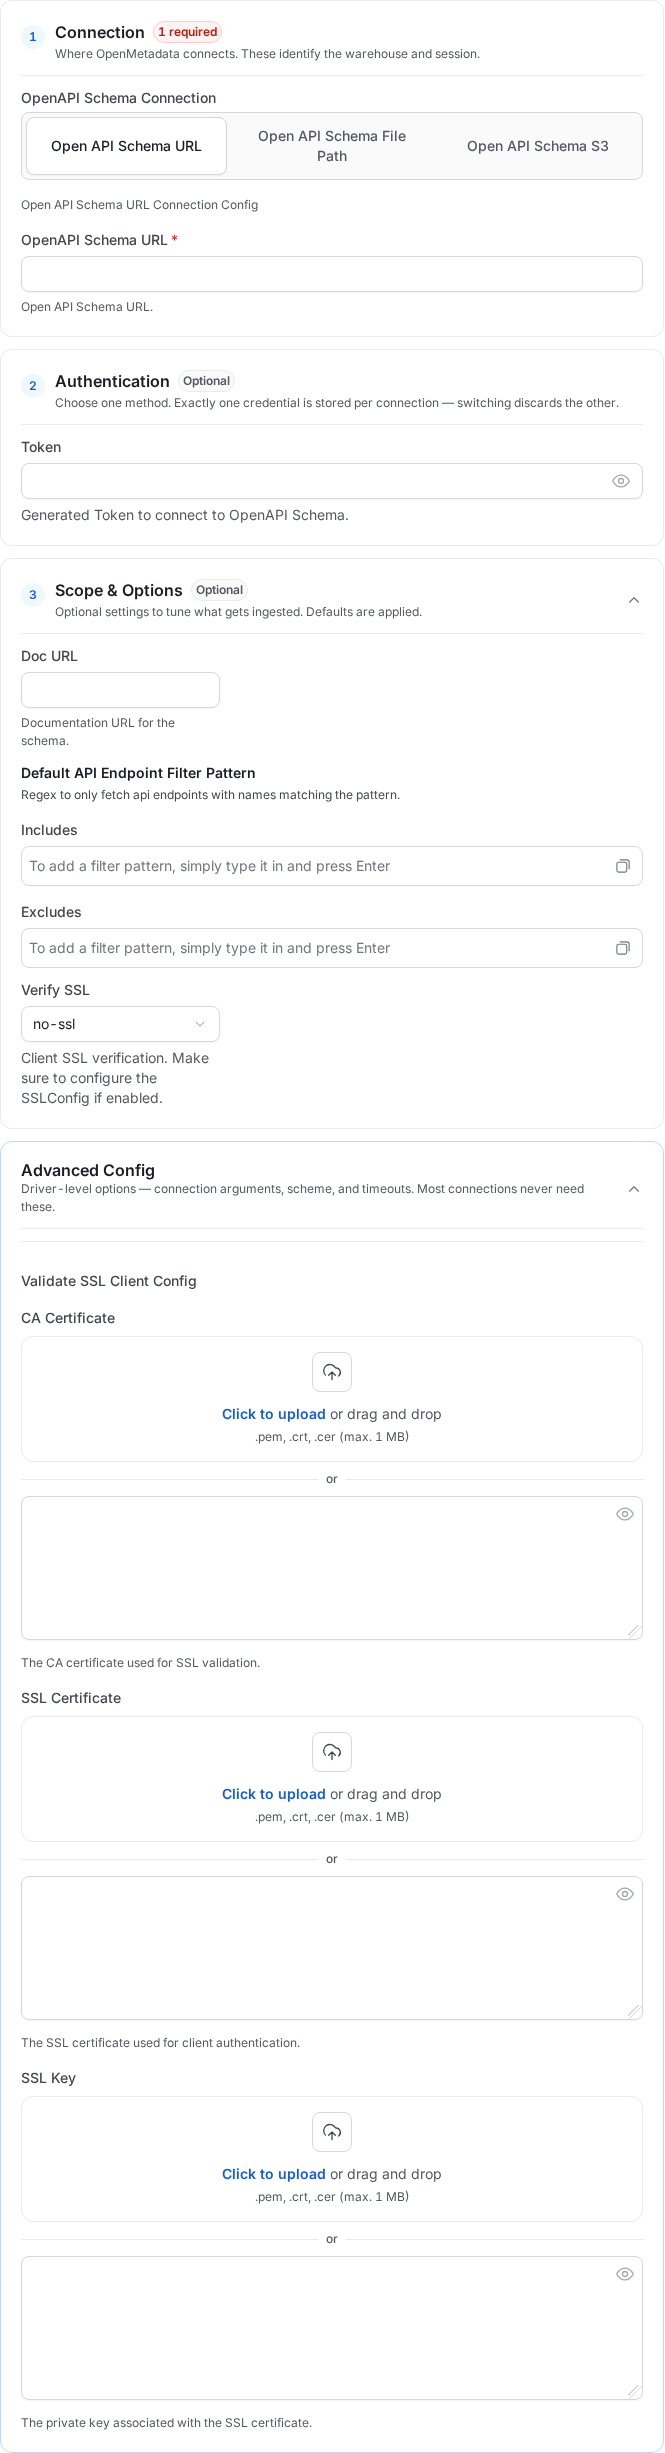 1
Connection
1 required
Where OpenMetadata connects. These identify the warehouse and session.
OpenAPI Schema Connection
Open API Schema URL
Open API Schema File
Path
Open API Schema S3
Open API Schema URL Connection Config
OpenAPI Schema URL *
Open API Schema URL.
2
Authentication
Optional
Choose one method. Exactly one credential is stored per connection — switching discards the other.
Token
Generated Token to connect to OpenAPI Schema.
3
Scope & Options
Optional
Optional settings to tune what gets ingested. Defaults are applied.
Doc URL
Documentation URL for the
schema.
Default API Endpoint Filter Pattern
Regex to only fetch api endpoints with names matching the pattern.
Includes
To add a filter pattern, simply type it in and press Enter
Excludes
To add a filter pattern, simply type it in and press Enter
Verify SSL
no-ssl
Client SSL verification. Make
sure to configure the
SSLConfig if enabled.
Advanced Config
Driver-level options — connection arguments, scheme, and timeouts. Most connections never need
these.
Validate SSL Client Config
CA Certificate
Click to upload or drag and drop
.pem, .crt, .cer (max. 1 MB)
or
The CA certificate used for SSL validation.
SSL Certificate
Click to upload or drag and drop
.pem, .crt, .cer (max. 1 MB)
or
The SSL certificate used for client authentication.
SSL Key
Click to upload or drag and drop
.pem, .crt, .cer (max. 1 MB)
or
The private key associated with the SSL certificate.